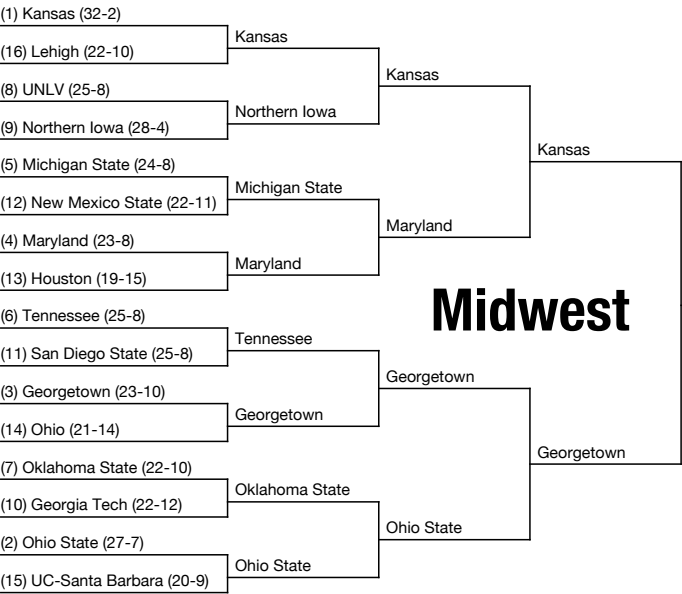 (1) Kansas (32-2)
(16) Lehigh (22-10)
(8) UNLV (25-8)
(9) Northern Iowa (28-4)
(5) Michigan State (24-8)
(12) New Mexico State (22-11)
(4) Maryland (23-8)
(13) Houston (19-15)
(6) Tennessee (25-8)
(11) San Diego State (25-8)
(3) Georgetown (23-10)
(14) Ohio (21-14)
(7) Oklahoma State (22-10)
(10) Georgia Tech (22-12)
(2) Ohio State (27-7)
(15) UC-Santa Barbara (20-9)
Kansas
Northern Iowa
Michigan State
Maryland
Tennessee
Georgetown
Oklahoma State
Ohio State
Kansas
Maryland
Georgetown
Ohio State
Kansas
Georgetown
Midwest